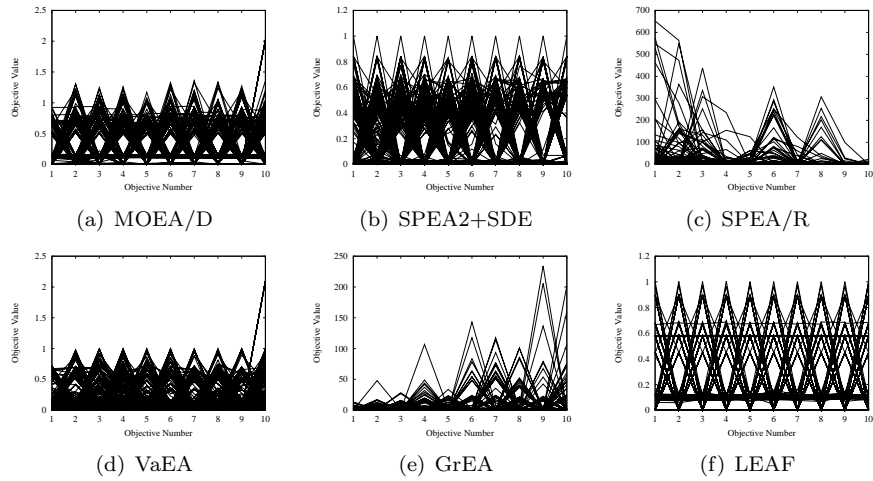 2.5
2
1.5
1
0.5
0
Objective Value
1 2 3 4 5 6 7 8 9 10
Objective Number
(a) MOEA/D
1.2
1
0.8
0.6
0.4
0.2
0.0
Objective Value
1 2 3 4 5 6 7 8 9 10
Objective Number
(b) SPEA2+SDE
700
600
500
400
300
200
100
0
Objective Value
1 2 3 4 5 6 7 8 9 10
Objective Number
(c) SPEA/R
2.5
2
1.5
1
0.5
0
Objective Value
1 2 3 4 5 6 7 8 9 10
Objective Number
(d) VaEA
250
200
150
100
50
0
Objective Value
1 2 3 4 5 6 7 8 9 10
Objective Number
(e) GrEA
1.2
1
0.8
0.6
0.4
0.2
0
Objective Value
1 2 3 4 5 6 7 8 9 10
Objective Number
(f) LEAF